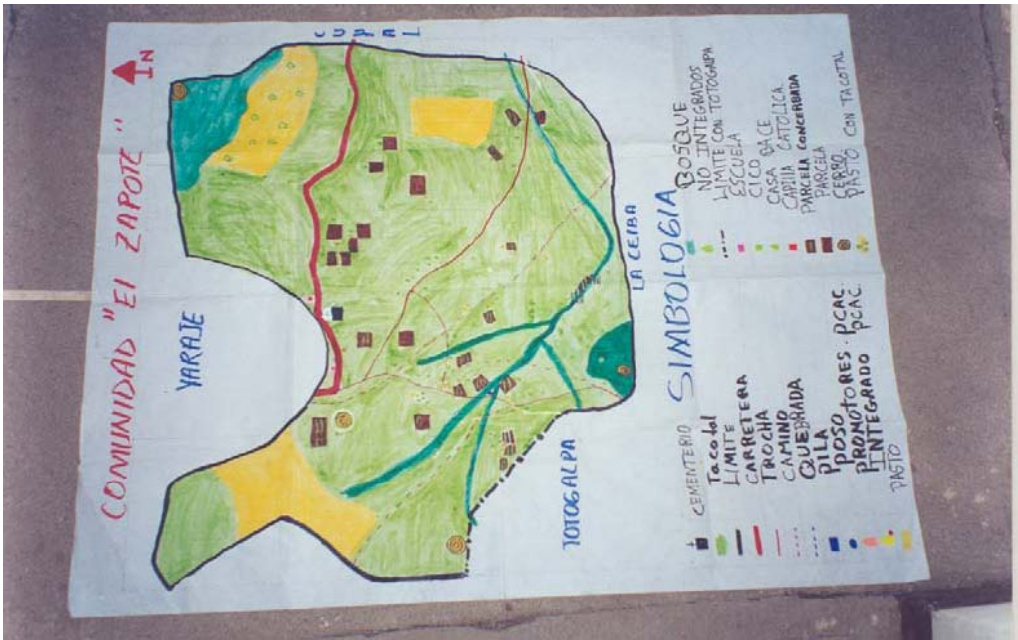 COMUNIDAD "El ZAPOTE"
N
CUPAL
YARAJE
LA CEIBA
TOTOGALPA
SIMBOLOGIA
CEMENTERIO
Tacotal
LIMITE
CARRETERA
TROCHA
CAMINO
QUEBRADA
PILA
POSO
PROMOTORES · PCAC
INTEGRADO PCAC
PASTO
BOSQUE
NO INTEGRADOS
LIMITE CON TOTOGALPA
ESCUELA
CICO
CASA BACE
CAPILLA CATOLICA.
PARCELA CONCERBADA
PARCELA
CERRO
PASTO CON TACOTAL